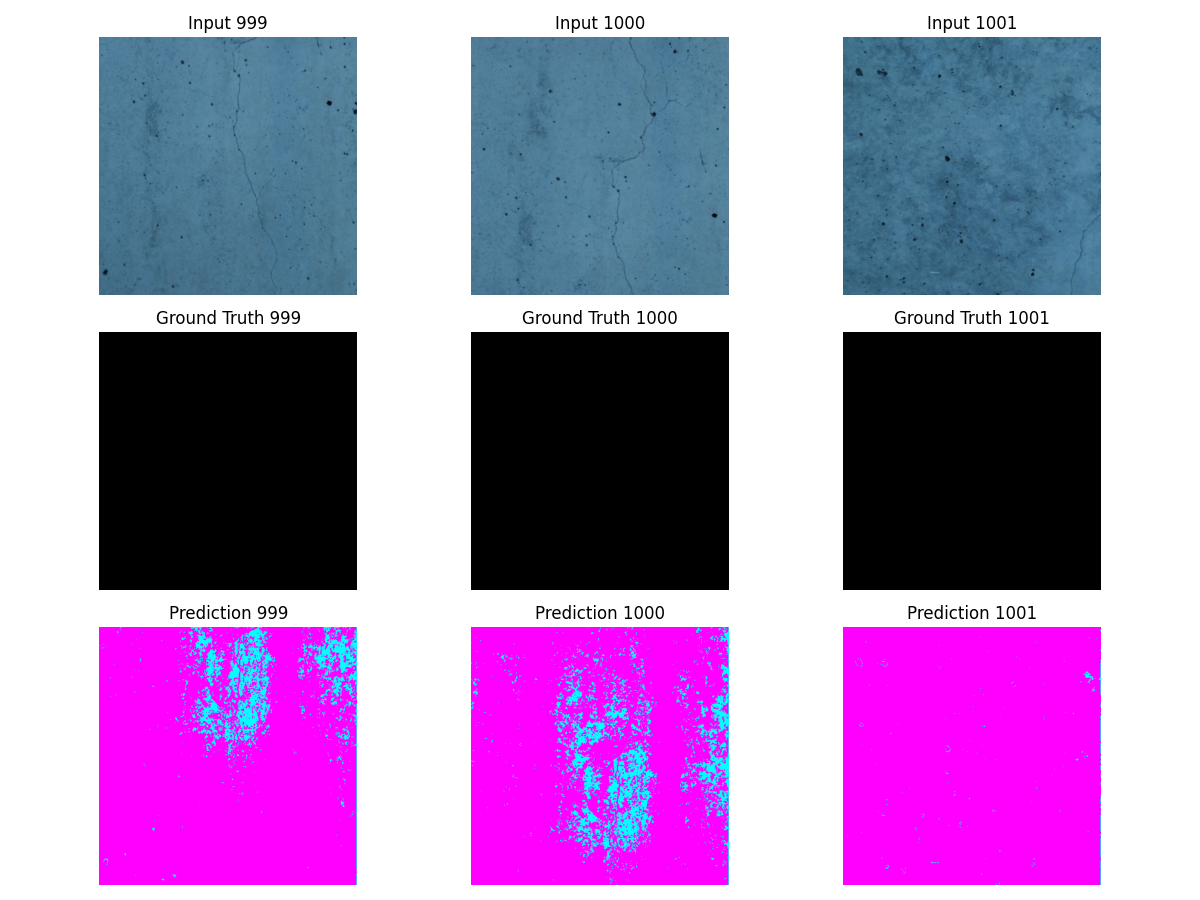 Input 999
Input 1000
Input 1001
Ground Truth 999
Ground Truth 1000
Ground Truth 1001
Prediction 999
Prediction 1000
Prediction 1001